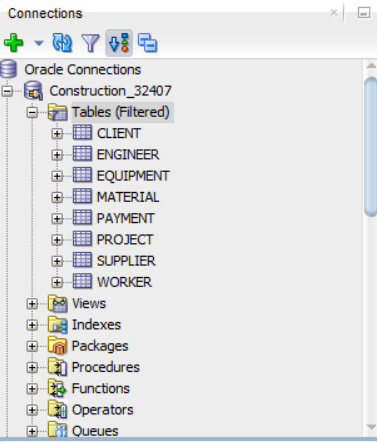 Connections
Oracle Connections
Construction_32407
Tables (Filtered)
CLIENT
ENGINEER
EQUIPMENT
MATERIAL
PAYMENT
PROJECT
SUPPLIER
WORKER
Views
Indexes
Packages
Procedures
Functions
Operators
Queues